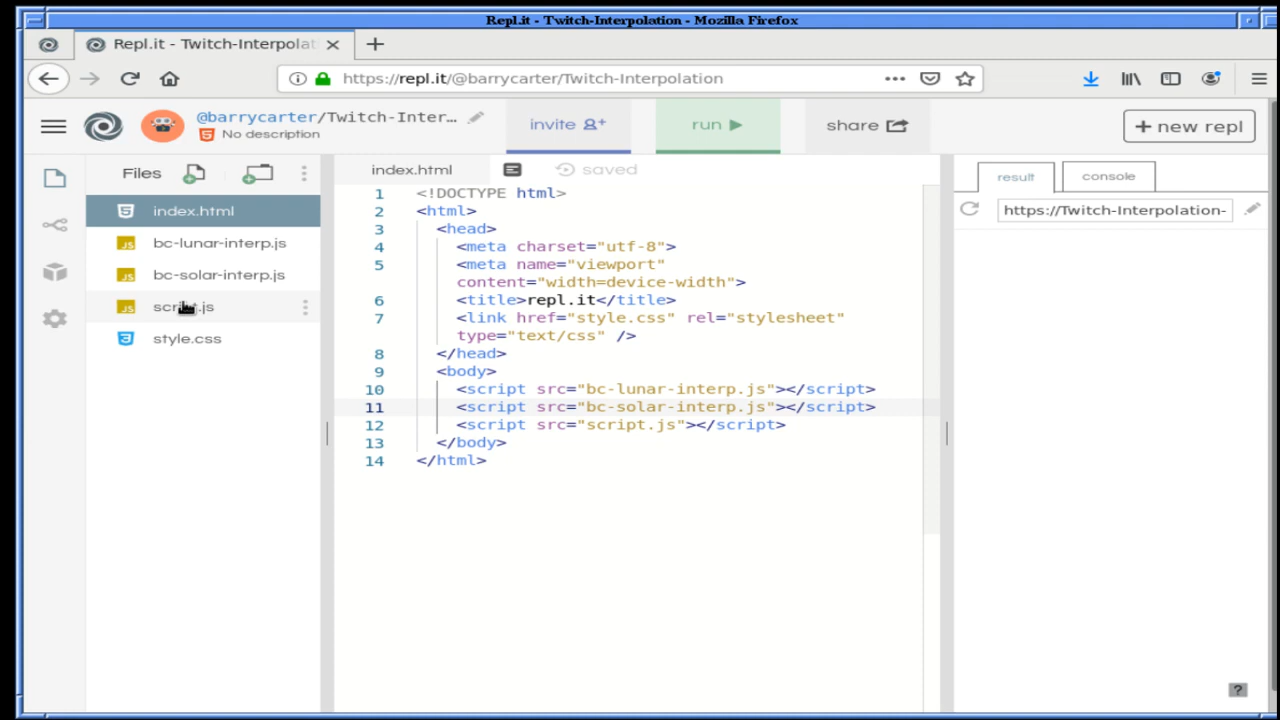 Repl.it - Twitch-Interpolation - Mozilla Firefox
Repl.it - Twitch-Interpolat
https://repl.it/@barrycarter/Twitch-Interpolation
@barrycarter/Twitch-Inter...
No description
invite
run
share
+ new repl
Files
index.html
saved
result
console
https://Twitch-Interpolation-
index.html
bc-lunar-interp.js
bc-solar-interp.js
script.js
style.css
1 <!DOCTYPE html>
2 <html>
3 <head>
4 <meta charset="utf-8">
5 <meta name="viewport"
content="width=device-width">
6 <title>repl.it</title>
7 <link href="style.css" rel="stylesheet"
type="text/css" />
8 </head>
9 <body>
10 <script src="bc-lunar-interp.js"></script>
11 <script src="bc-solar-interp.js"></script>
12 <script src="script.js"></script>
13 </body>
14 </html>
?